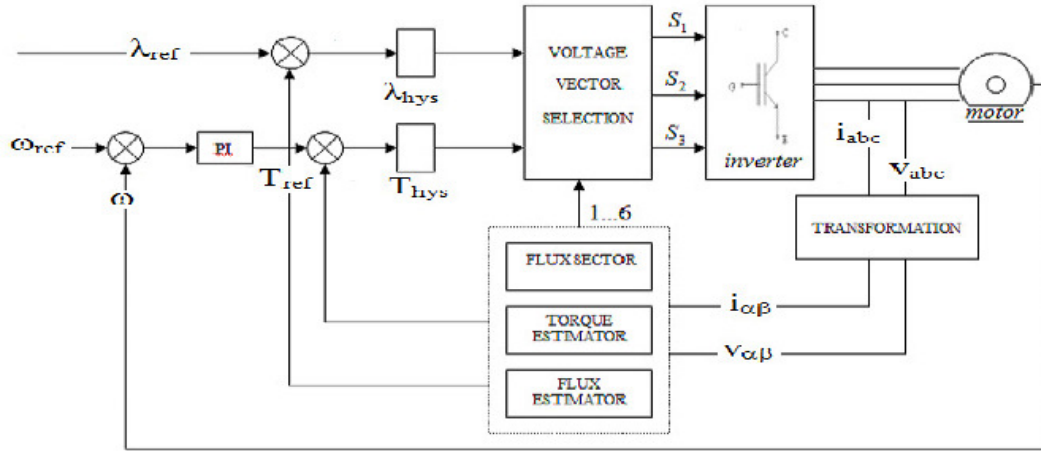 λref
λhys
ωref
PI
Tref
Thys
ω
VOLTAGE
VECTOR
SELECTION
S1
S2
S3
C
G
E
inverter
motor
iabc
vabc
TRANSFORMATION
1...6
FLUX SECTOR
TORQUE
ESTIMATOR
FLUX
ESTIMATOR
iαβ
vαβ